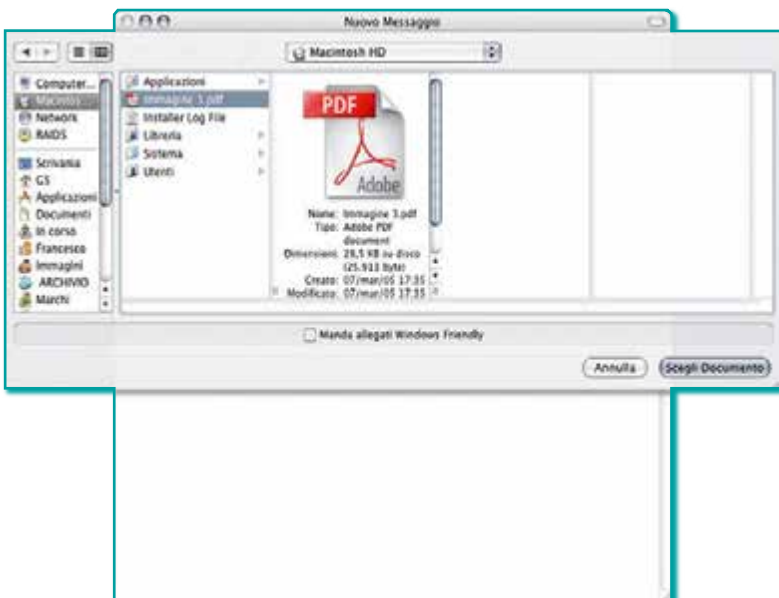 Nuovo Messaggio
Macintosh HD
Computer...
Macintos
Network
RAIDS
Scrivania
GS
Applicazioni
Documenti
In corso
Francesco
Immagini
ARCHIVIO
Marchi
Applicazioni
Immagine 3.pdf
Installer Log File
Libreria
Sistema
Utenti
PDF
Adobe
Nome: Immagine 3.pdf
Tipo: Adobe PDF
document
Dimensioni: 29,5 KB su disco
(25.913 byte)
Creato: 07/mar/05 17:35
Modificato: 07/mar/05 17:35
Manda allegati Windows Friendly
Annulla
Scegli Documento